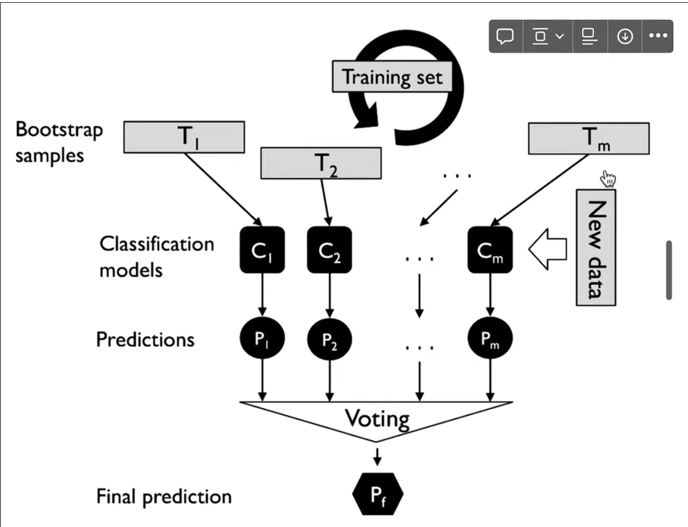 Training set
Bootstrap
samples
T1
T2
Tm
. . .
New data
Classification
models
C1
C2
. . .
Cm
Predictions
P1
P2
. . .
Pm
Voting
Final prediction
Pf